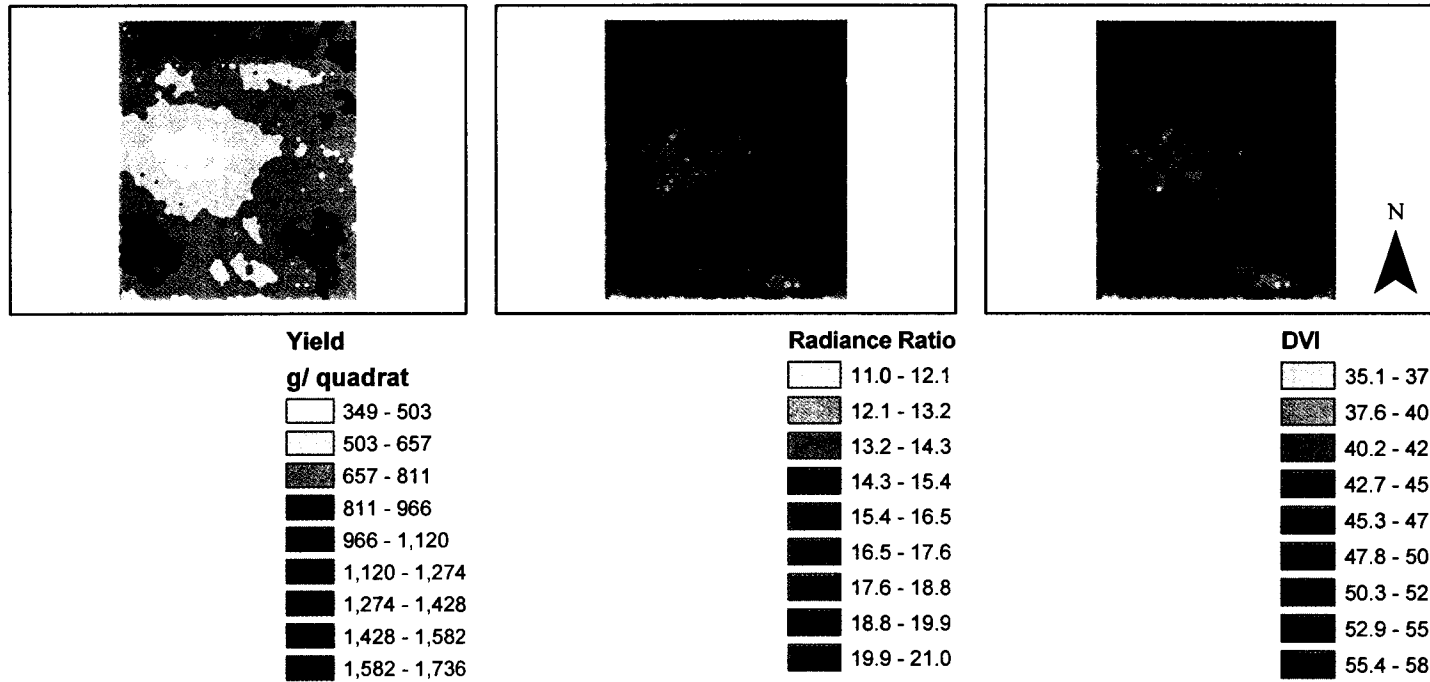 N
Yield
g/ quadrat
349 - 503
503 - 657
657 - 811
811 - 966
966 - 1,120
1,120 - 1,274
1,274 - 1,428
1,428 - 1,582
1,582 - 1,736
Radiance Ratio
11.0 - 12.1
12.1 - 13.2
13.2 - 14.3
14.3 - 15.4
15.4 - 16.5
16.5 - 17.6
17.6 - 18.8
18.8 - 19.9
19.9 - 21.0
DVI
35.1 - 37
37.6 - 40
40.2 - 42
42.7 - 45
45.3 - 47
47.8 - 50
50.3 - 52
52.9 - 55
55.4 - 58